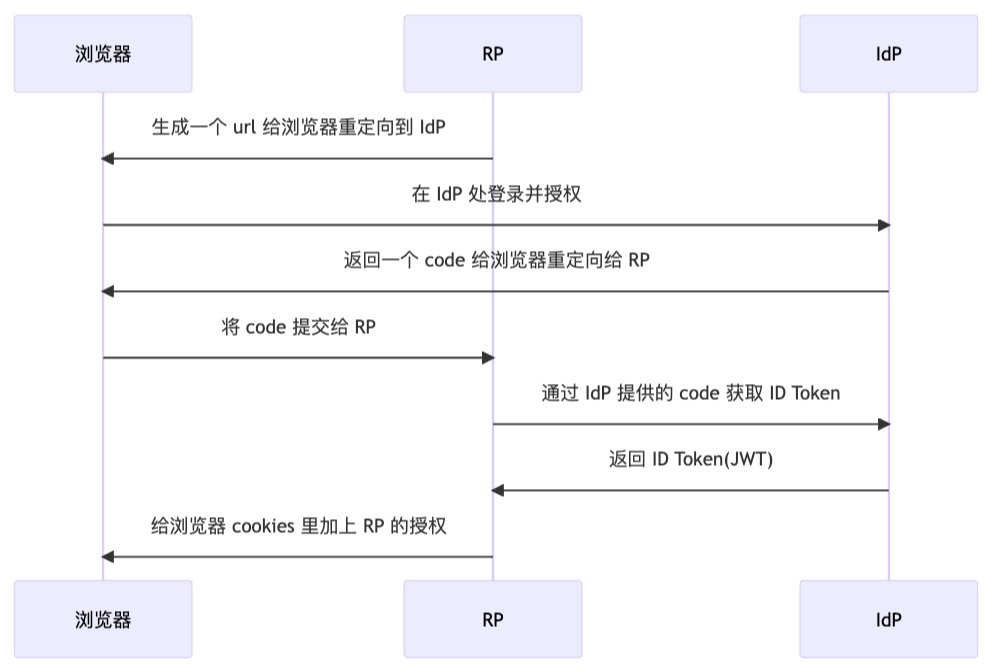 浏览器
RP
IdP
生成一个 url 给浏览器重定向到 IdP
在 IdP 处登录并授权
返回一个 code 给浏览器重定向给 RP
将 code 提交给 RP
通过 IdP 提供的 code 获取 ID Token
返回 ID Token(JWT)
给浏览器 cookies 里加上 RP 的授权
浏览器
RP
IdP